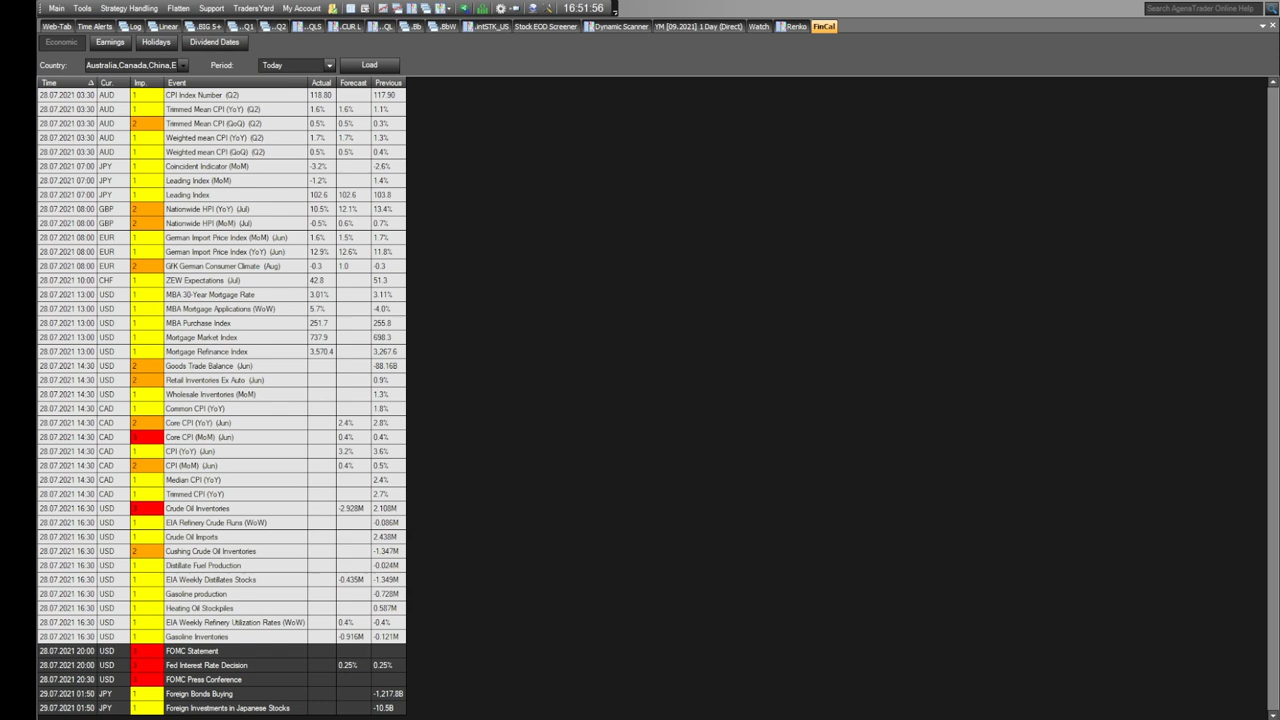 Main Tools Strategy Handling Flatten Support TradersYard My Account 16:51:56 Search AgenaTrader Online Help
Web-Tab Time Alerts Log Linear .BIG 5+ ..Q1 ..Q2 .QLS .CUR L .QL .Bb .BbW .intSTK_US Stock EOD Screener Dynamic Scanner YM [09.2021] 1 Day (Direct) Watch Renko FinCal
Economic Earnings Holidays Dividend Dates
Country: Australia,Canada,China,E Period: Today Load
Time Cur. Imp. Event Actual Forecast Previous
28.07.2021 03:30 AUD 1 CPI Index Number (Q2) 118.80 117.90
28.07.2021 03:30 AUD 1 Trimmed Mean CPI (YoY) (Q2) 1.6% 1.6% 1.1%
28.07.2021 03:30 AUD 2 Trimmed Mean CPI (QoQ) (Q2) 0.5% 0.5% 0.3%
28.07.2021 03:30 AUD 1 Weighted mean CPI (YoY) (Q2) 1.7% 1.7% 1.3%
28.07.2021 03:30 AUD 1 Weighted mean CPI (QoQ) (Q2) 0.5% 0.5% 0.4%
28.07.2021 07:00 JPY 1 Coincident Indicator (MoM) -3.2% -2.6%
28.07.2021 07:00 JPY 1 Leading Index (MoM) -1.2% 1.4%
28.07.2021 07:00 JPY 1 Leading Index 102.6 102.6 103.8
28.07.2021 08:00 GBP 2 Nationwide HPI (YoY) (Jul) 10.5% 12.1% 13.4%
28.07.2021 08:00 GBP 2 Nationwide HPI (MoM) (Jul) -0.5% 0.6% 0.7%
28.07.2021 08:00 EUR 1 German Import Price Index (MoM) (Jun) 1.6% 1.5% 1.7%
28.07.2021 08:00 EUR 1 German Import Price Index (YoY) (Jun) 12.9% 12.6% 11.8%
28.07.2021 08:00 EUR 2 GfK German Consumer Climate (Aug) -0.3 1.0 -0.3
28.07.2021 10:00 CHF 1 ZEW Expectations (Jul) 42.8 51.3
28.07.2021 13:00 USD 1 MBA 30-Year Mortgage Rate 3.01% 3.11%
28.07.2021 13:00 USD 1 MBA Mortgage Applications (WoW) 5.7% -4.0%
28.07.2021 13:00 USD 1 MBA Purchase Index 251.7 255.8
28.07.2021 13:00 USD 1 Mortgage Market Index 737.9 698.3
28.07.2021 13:00 USD 1 Mortgage Refinance Index 3,570.4 3,267.6
28.07.2021 14:30 USD 2 Goods Trade Balance (Jun) -88.16B
28.07.2021 14:30 USD 2 Retail Inventories Ex Auto (Jun) 0.9%
28.07.2021 14:30 USD 1 Wholesale Inventories (MoM) 1.3%
28.07.2021 14:30 CAD 1 Common CPI (YoY) 1.8%
28.07.2021 14:30 CAD 2 Core CPI (YoY) (Jun) 2.4% 2.8%
28.07.2021 14:30 CAD 3 Core CPI (MoM) (Jun) 0.4% 0.4%
28.07.2021 14:30 CAD 1 CPI (YoY) (Jun) 3.2% 3.6%
28.07.2021 14:30 CAD 2 CPI (MoM) (Jun) 0.4% 0.5%
28.07.2021 14:30 CAD 1 Median CPI (YoY) 2.4%
28.07.2021 14:30 CAD 1 Trimmed CPI (YoY) 2.7%
28.07.2021 16:30 USD 3 Crude Oil Inventories -2.928M 2.108M
28.07.2021 16:30 USD 1 EIA Refinery Crude Runs (WoW) -0.086M
28.07.2021 16:30 USD 1 Crude Oil Imports 2.438M
28.07.2021 16:30 USD 2 Cushing Crude Oil Inventories -1.347M
28.07.2021 16:30 USD 1 Distillate Fuel Production -0.024M
28.07.2021 16:30 USD 1 EIA Weekly Distillates Stocks -0.435M -1.349M
28.07.2021 16:30 USD 1 Gasoline production -0.728M
28.07.2021 16:30 USD 1 Heating Oil Stockpiles 0.587M
28.07.2021 16:30 USD 1 EIA Weekly Refinery Utilization Rates (WoW) 0.4% -0.4%
28.07.2021 16:30 USD 1 Gasoline Inventories -0.916M -0.121M
28.07.2021 20:00 USD 3 FOMC Statement
28.07.2021 20:00 USD 3 Fed Interest Rate Decision 0.25% 0.25%
28.07.2021 20:30 USD 3 FOMC Press Conference
29.07.2021 01:50 JPY 1 Foreign Bonds Buying -1,217.8B
29.07.2021 01:50 JPY 1 Foreign Investments in Japanese Stocks -10.5B